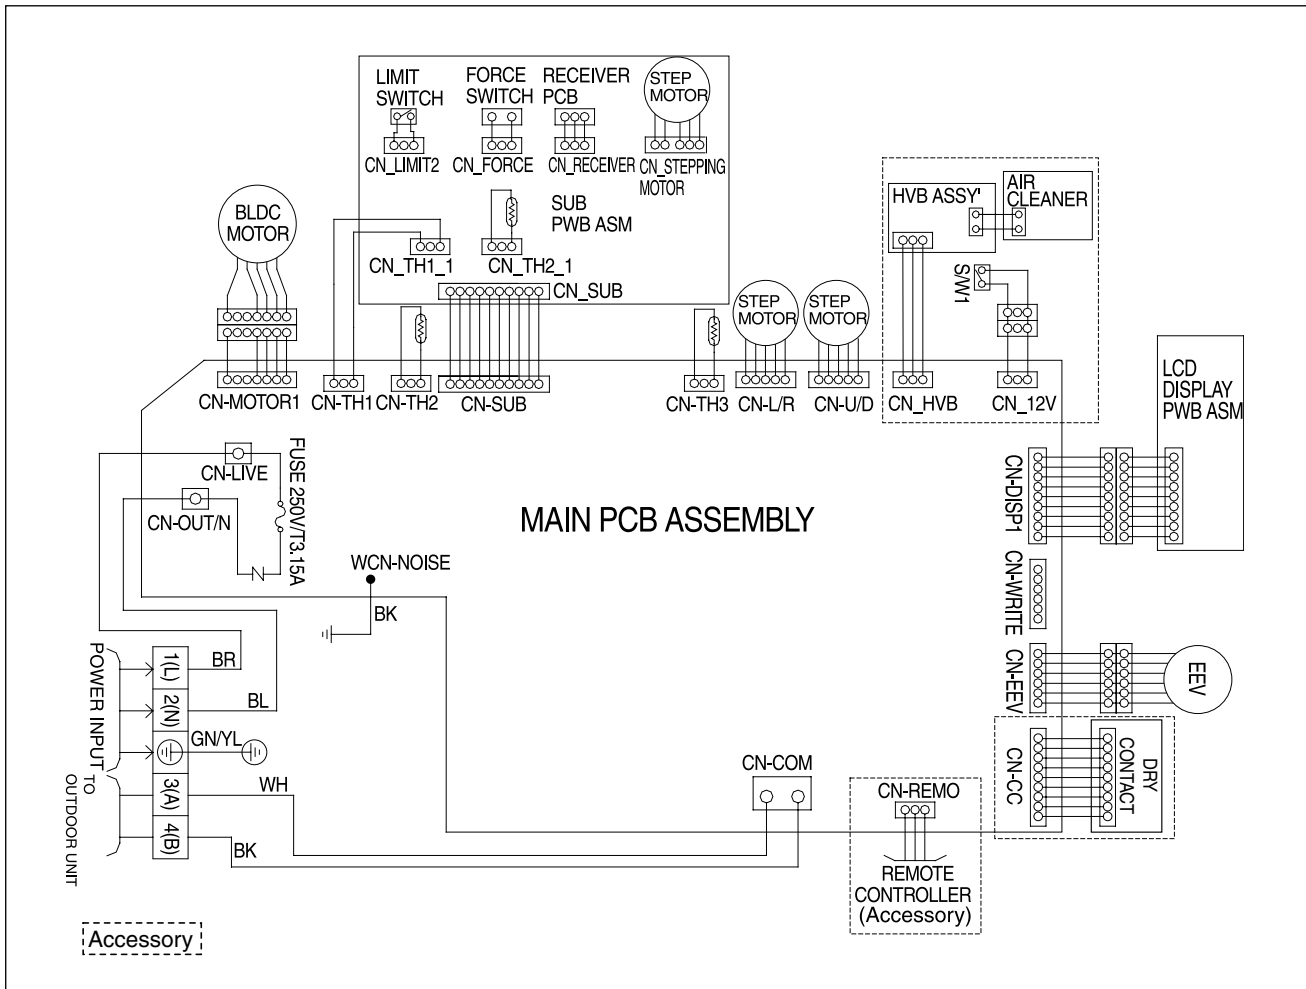 LIMIT
SWITCH
FORCE
SWITCH
RECEIVER
PCB
STEP
MOTOR
CN_LIMIT2
CN_FORCE
CN_RECEIVER
CN_STEPPING
MOTOR
SUB
PWB ASM
CN_TH1_1
CN_TH2_1
CN_SUB
BLDC
MOTOR
HVB ASSY'
AIR
CLEANER
S/W1
STEP
MOTOR
STEP
MOTOR
CN-MOTOR1
CN-TH1
CN-TH2
CN-SUB
CN-TH3
CN-L/R
CN-U/D
CN_HVB
CN_12V
LCD
DISPLAY
PWB ASM
CN-LIVE
CN-OUT/N
FUSE 250V/T3.15A
N
MAIN PCB ASSEMBLY
CN-DISP1
WCN-NOISE
BK
CN-WRITE
CN-EEV
EEV
POWER INPUT
1(L)
BR
2(N)
BL
GN/YL
3(A)
WH
4(B)
BK
TO
OUTDOOR UNIT
CN-COM
CN-REMO
REMOTE
CONTROLLER
(Accessory)
CN-CC
DRY
CONTACT
Accessory